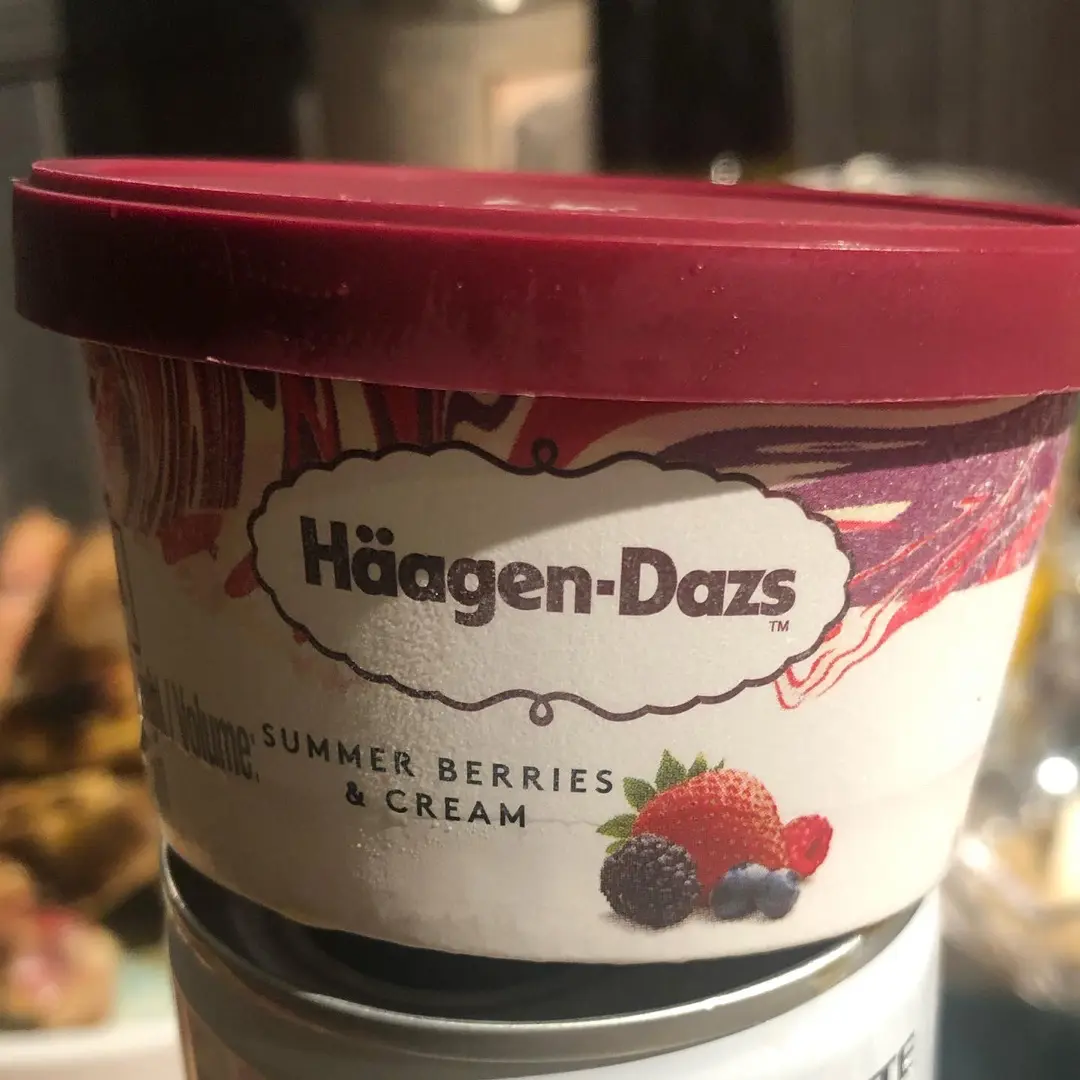 Häagen-Dazs
TM
Volume:
SUMMER BERRIES
& CREAM